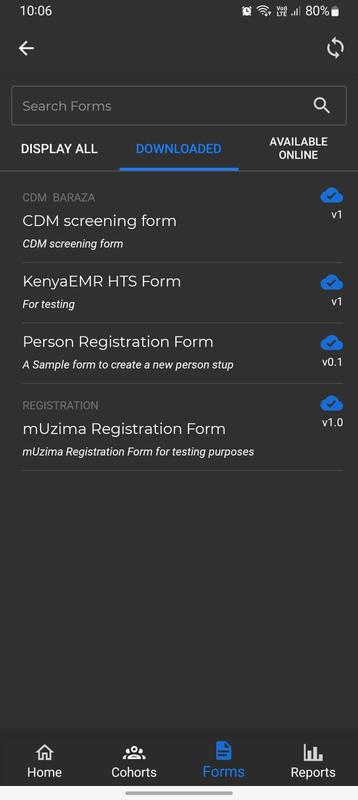 10:06
Vo)
LTE
80%
Search Forms
DISPLAY ALL
DOWNLOADED
AVAILABLE
ONLINE
CDM BARAZA
CDM screening form
v1
CDM screening form
KenyaEMR HTS Form
v1
For testing
Person Registration Form
v0.1
A Sample form to create a new person stup
REGISTRATION
mUzima Registration Form
v1.0
mUzima Registration Form for testing purposes
Home
Cohorts
Forms
Reports